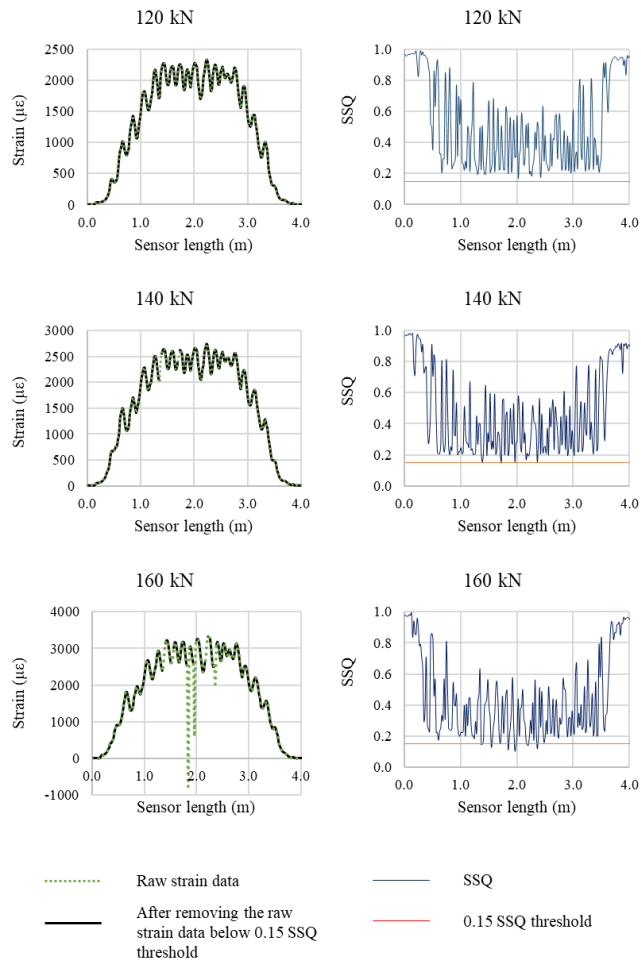 120 kN
2500
2000
1500
1000
500
0
Strain (µε)
0.0 1.0 2.0 3.0 4.0
Sensor length (m)
120 kN
1.0
0.8
0.6
0.4
0.2
0.0
SSQ
0.0 1.0 2.0 3.0 4.0
Sensor length (m)
140 kN
3000
2500
2000
1500
1000
500
0
Strain (µε)
0.0 1.0 2.0 3.0 4.0
Sensor length (m)
140 kN
1.0
0.8
0.6
0.4
0.2
0.0
SSQ
0.0 1.0 2.0 3.0 4.0
Sensor length (m)
160 kN
4000
3000
2000
1000
0
-1000
Strain (µε)
0.0 1.0 2.0 3.0 4.0
Sensor length (m)
160 kN
1.0
0.8
0.6
0.4
0.2
0.0
SSQ
0.0 1.0 2.0 3.0 4.0
Sensor length (m)
Raw strain data
After removing the raw
strain data below 0.15 SSQ
threshold
SSQ
0.15 SSQ threshold